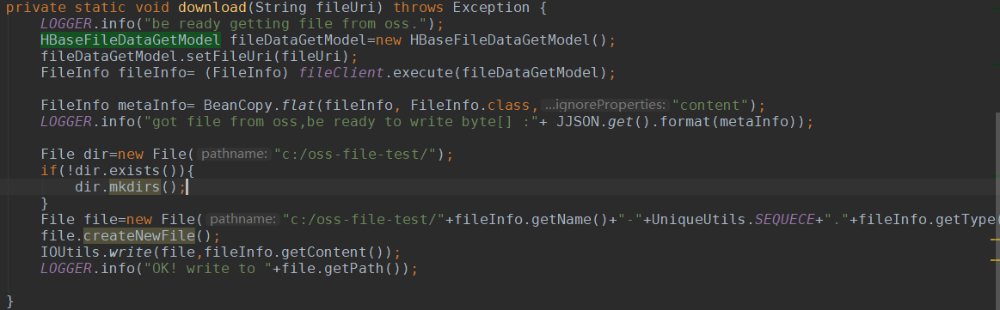 private static void download(String fileUri) throws Exception {
LOGGER.info("be ready getting file from oss.");
HBaseFileDataGetModel fileDataGetModel=new HBaseFileDataGetModel();
fileDataGetModel.setFileUri(fileUri);
FileInfo fileInfo= (FileInfo) fileClient.execute(fileDataGetModel);
FileInfo metaInfo= BeanCopy.flat(fileInfo, FileInfo.class, ...ignoreProperties: "content");
LOGGER.info("got file from oss,be ready to write byte[] :"+ JJSON.get().format(metaInfo));
File dir=new File( pathname: "c:/oss-file-test/");
if(!dir.exists()){
dir.mkdirs();
}
File file=new File( pathname: "c:/oss-file-test/"+fileInfo.getName()+"-"+UniqueUtils.SEQUECE+"."+fileInfo.getType(
file.createNewFile();
IOUtils.write(file,fileInfo.getContent());
LOGGER.info("OK! write to "+file.getPath());
}